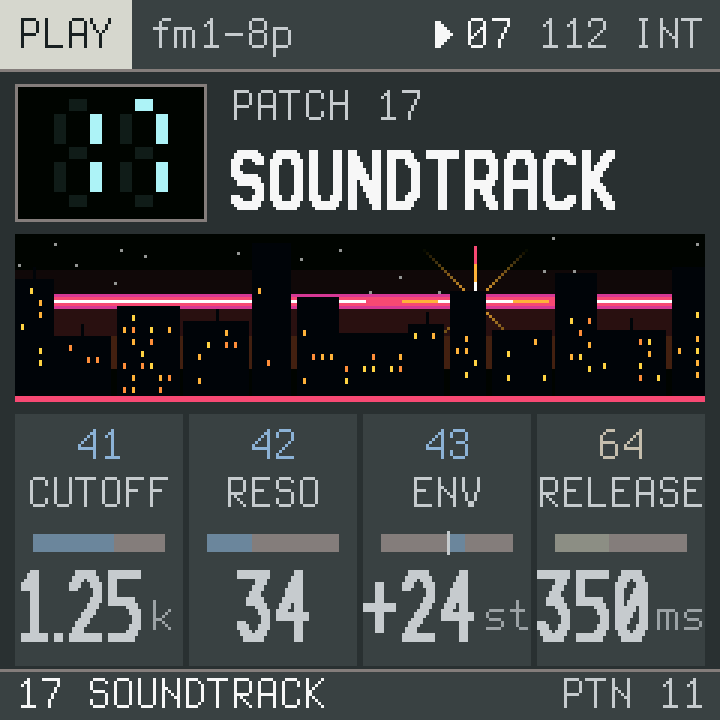 PLAY fm1-8p ▶07 112 INT
17
PATCH 17
SOUNDTRACK
41 42 43 64
CUTOFF RESO ENV RELEASE
1.25k 34 +24st 350ms
17 SOUNDTRACK PTN 11